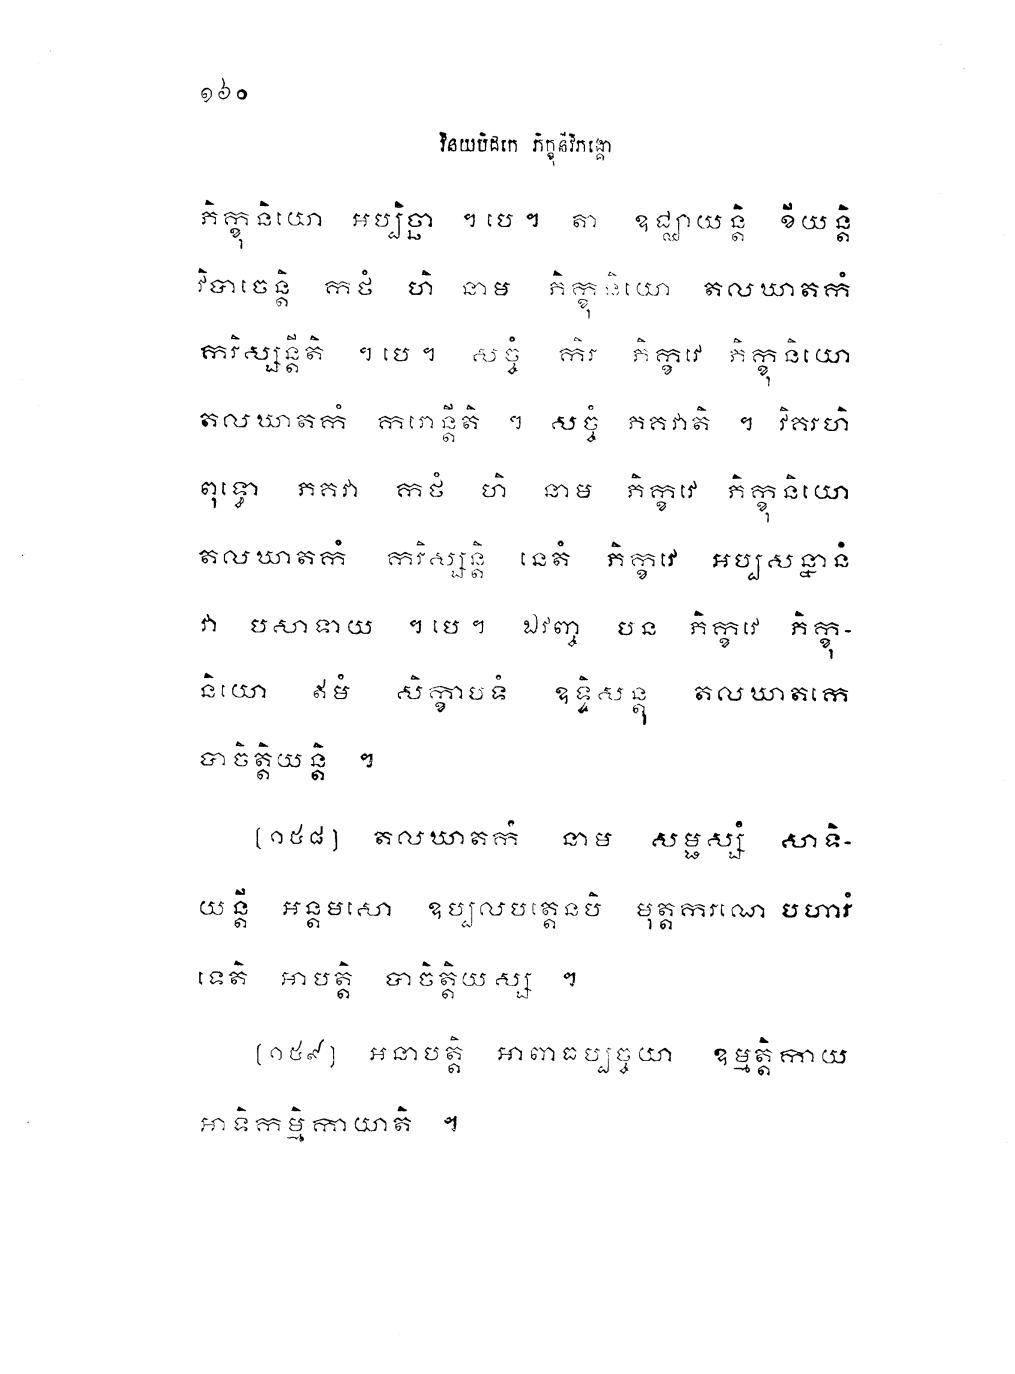 ១៦០
វិនយបិដកេ ភិក្ខុនីវិភង្គោ
ភិក្ខុនិយោ អប្បិច្ឆា ។ បេ ។ តា ឧជ្ឈាយន្តិ ខីយន្តិ
វិបាចេន្តិ កថំ ហិ នាម ភិក្ខុនិយោ តលឃាតកំ
ករិស្សន្តីតិ ។ បេ ។ សច្ចំ កិរ ភិក្ខវេ ភិក្ខុនិយោ
តលឃាតកំ ករោន្តីតិ ។ សច្ចំ ភគវាតិ ។ វិគរហិ
ពុទ្ធោ ភគវា កថំ ហិ នាម ភិក្ខវេ ភិក្ខុនិយោ
តលឃាតកំ ករិស្សន្តិ នេតំ ភិក្ខវេ អប្បសន្នានំ
វា បសាទាយ ។ បេ ។ ឯវញ្ច បន ភិក្ខវេ ភិក្ខុ-
និយោ ឥមំ សិក្ខាបទំ ឧទ្ទិសន្តុ តលឃាតកេ
បាចិត្តិយន្តិ ។
(១៥៨) តលឃាតកំ នាម សម្ផស្សំ សាទិ-
យន្តី អន្តមសោ ឧប្បលបត្តេនបិ មុត្តករណេ បហារំ
ទេតិ អាបត្តិ បាចិត្តិយស្ស ។
(១៥៩) អនាបត្តិ អាពាធប្បច្ចយា ឧម្មត្តិកាយ
អាទិកម្មិកាយាតិ ។